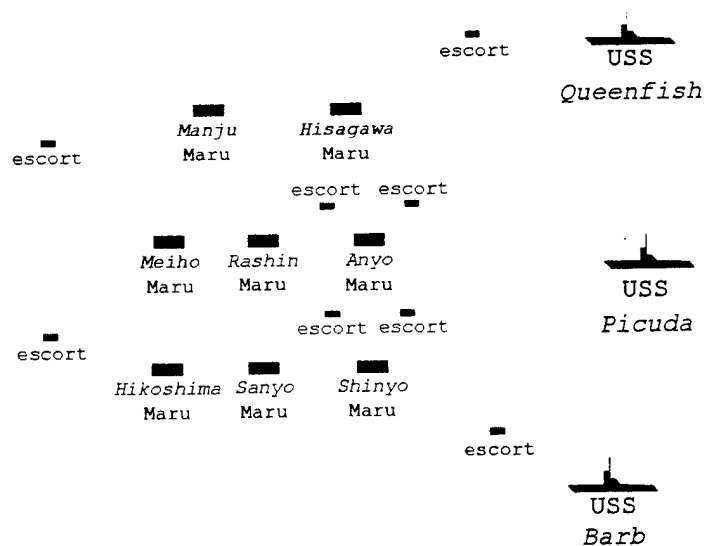 escort
USS
Queenfish
Manju
Maru
Hisagawa
Maru
escort
escort escort
Meiho Rashin Anyo
Maru Maru Maru
USS
Picuda
escort
escort escort
Hikoshima Sanyo Shinyo
Maru Maru Maru
escort
USS
Barb